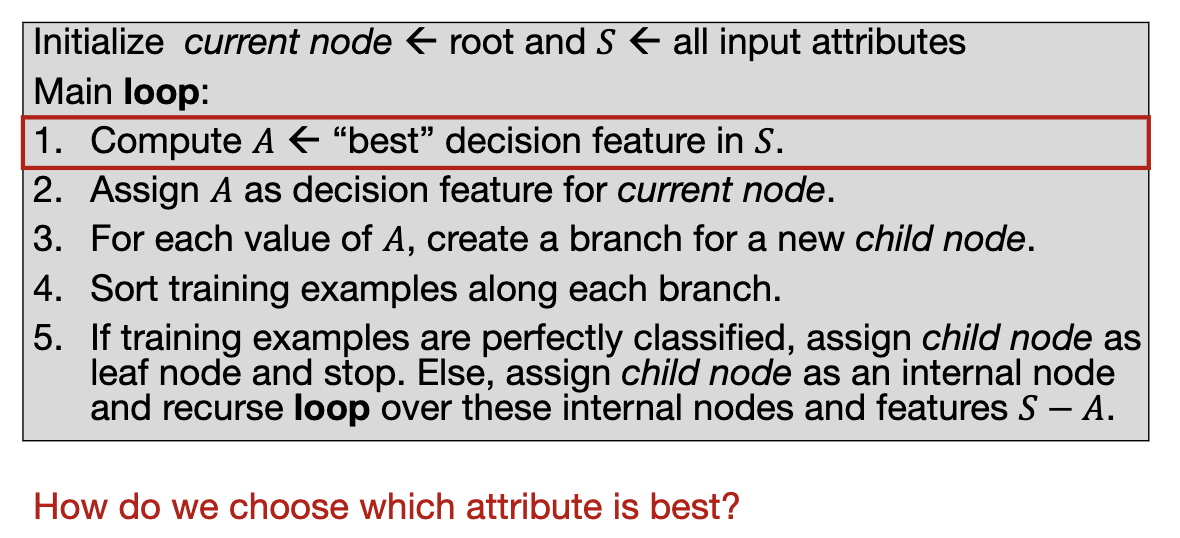 Initialize current node ← root and S ← all input attributes
Main loop:
1. Compute A ← “best” decision feature in S.
2. Assign A as decision feature for current node.
3. For each value of A, create a branch for a new child node.
4. Sort training examples along each branch.
5. If training examples are perfectly classified, assign child node as
leaf node and stop. Else, assign child node as an internal node
and recurse loop over these internal nodes and features S − A.
How do we choose which attribute is best?